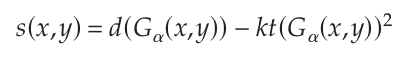 s(x,y) = d(G_α(x,y)) − kt(G_α(x,y))²